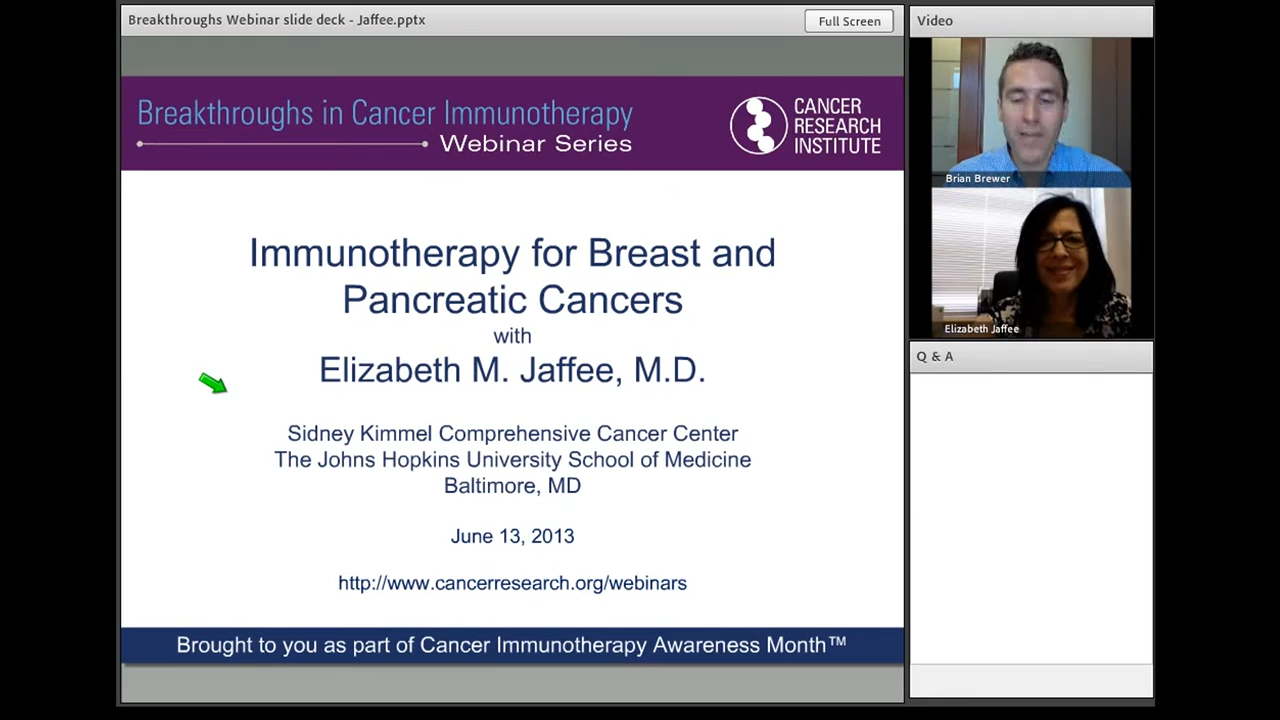 Breakthroughs Webinar slide deck - Jaffee.pptx
Full Screen
Breakthroughs in Cancer Immunotherapy
Webinar Series
CANCER
RESEARCH
INSTITUTE
Immunotherapy for Breast and
Pancreatic Cancers
with
Elizabeth M. Jaffee, M.D.
Sidney Kimmel Comprehensive Cancer Center
The Johns Hopkins University School of Medicine
Baltimore, MD
June 13, 2013
http://www.cancerresearch.org/webinars
Brought to you as part of Cancer Immunotherapy Awareness Month™
Video
Brian Brewer
Elizabeth Jaffee
Q & A